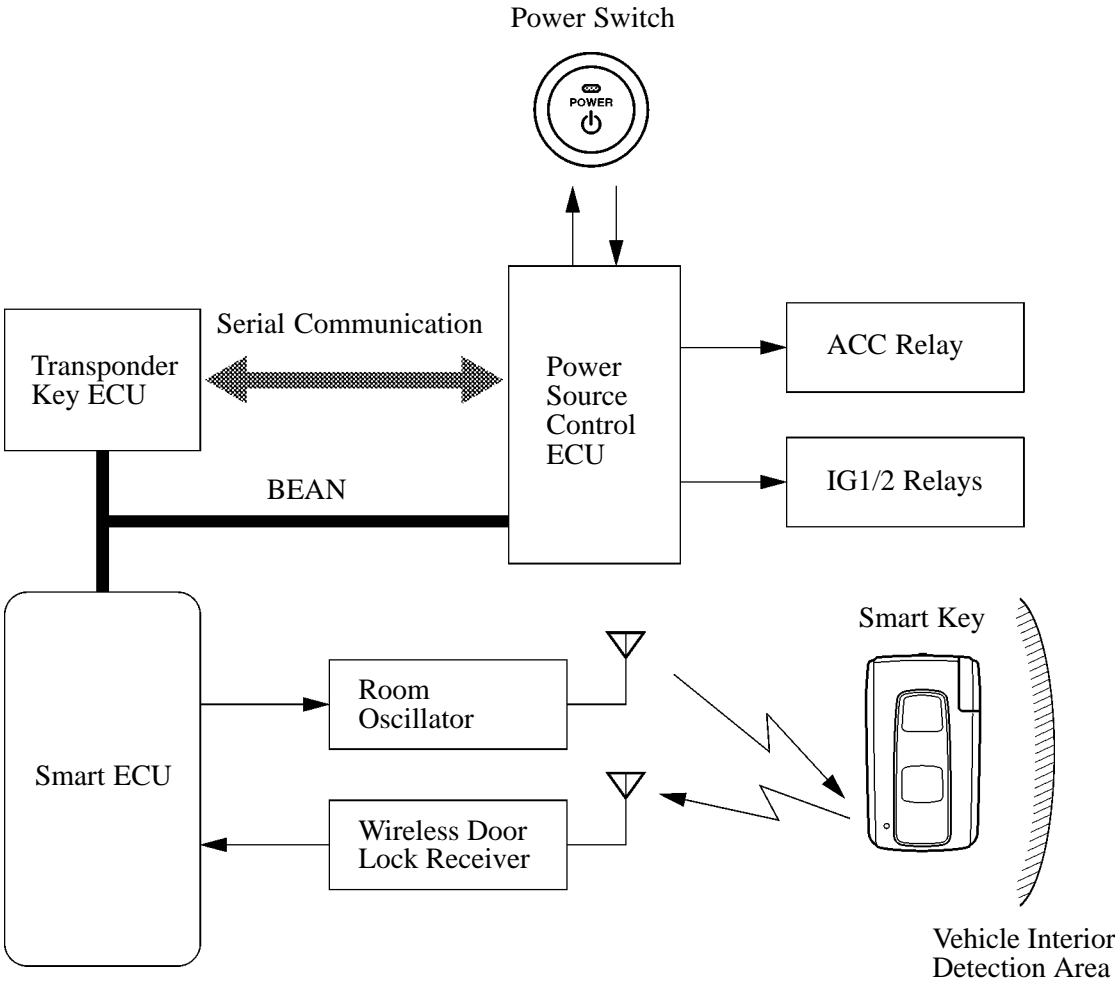 Power Switch
POWER
Serial Communication
Transponder
Key ECU
Power
Source
Control
ECU
ACC Relay
IG1/2 Relays
BEAN
Smart Key
Room
Oscillator
Smart ECU
Wireless Door
Lock Receiver
Vehicle Interior
Detection Area